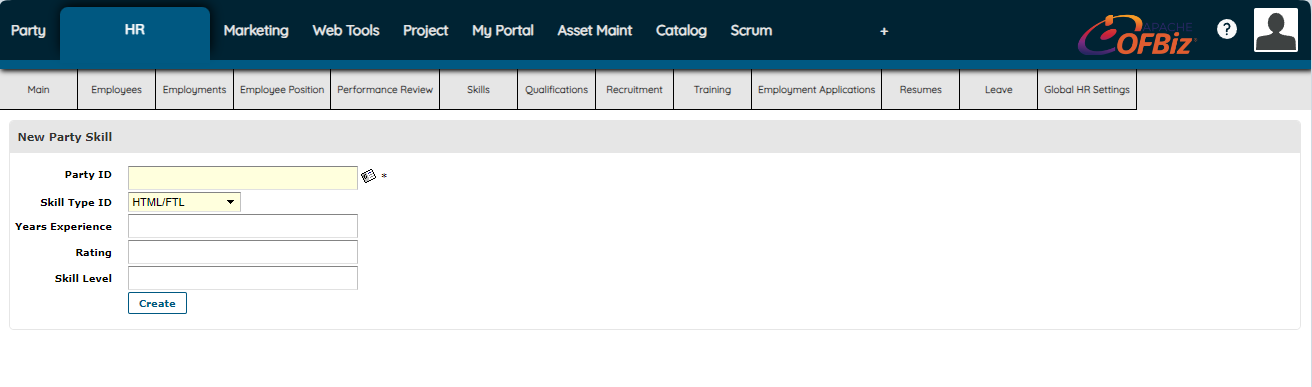 Party HR Marketing Web Tools Project My Portal Asset Maint Catalog Scrum + APACHE OFBiz ?
Main Employees Employments Employee Position Performance Review Skills Qualifications Recruitment Training Employment Applications Resumes Leave Global HR Settings
New Party Skill
Party ID *
Skill Type ID HTML/FTL
Years Experience
Rating
Skill Level
Create